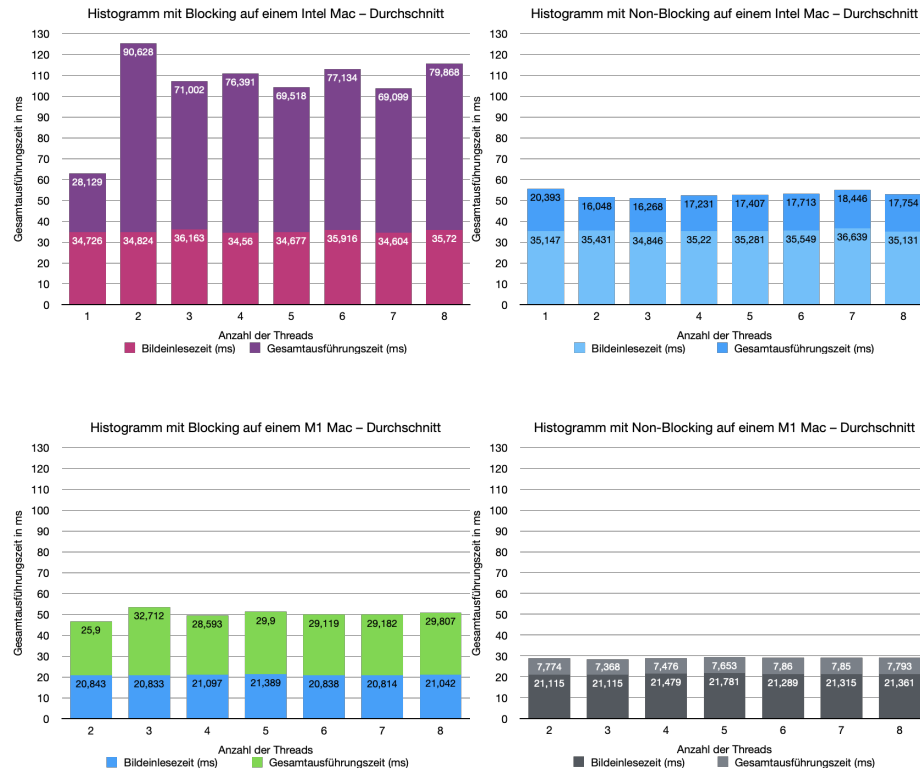 Histogramm mit Blocking auf einem Intel Mac – Durchschnitt
Gesamtausführungszeit in ms
130
120
110
100
90
80
70
60
50
40
30
20
10
0
28,129 90,628 71,002 76,391 69,518 77,134 69,099 79,868
34,726 34,824 36,163 34,56 34,677 35,916 34,604 35,72
1 2 3 4 5 6 7 8
Anzahl der Threads
Bildeinlesezeit (ms) Gesamtausführungszeit (ms)
Histogramm mit Non-Blocking auf einem Intel Mac – Durchschnitt
Gesamtausführungszeit in ms
130
120
110
100
90
80
70
60
50
40
30
20
10
0
20,393 16,048 16,268 17,231 17,407 17,713 18,446 17,754
35,147 35,431 34,846 35,22 35,281 35,549 36,639 35,131
1 2 3 4 5 6 7 8
Anzahl der Threads
Bildeinlesezeit (ms) Gesamtausführungszeit (ms)
Histogramm mit Blocking auf einem M1 Mac – Durchschnitt
Gesamtausführungszeit in ms
130
120
110
100
90
80
70
60
50
40
30
20
10
0
25,9 32,712 28,593 29,9 29,119 29,182 29,807
20,843 20,833 21,097 21,389 20,838 20,814 21,042
2 3 4 5 6 7 8
Anzahl der Threads
Bildeinlesezeit (ms) Gesamtausführungszeit (ms)
Histogramm mit Non-Blocking auf einem M1 Mac – Durchschnitt
Gesamtausführungszeit in ms
130
120
110
100
90
80
70
60
50
40
30
20
10
0
7,774 7,368 7,476 7,653 7,86 7,85 7,793
21,115 21,115 21,479 21,781 21,289 21,315 21,361
2 3 4 5 6 7 8
Anzahl der Threads
Bildeinlesezeit (ms) Gesamtausführungszeit (ms)